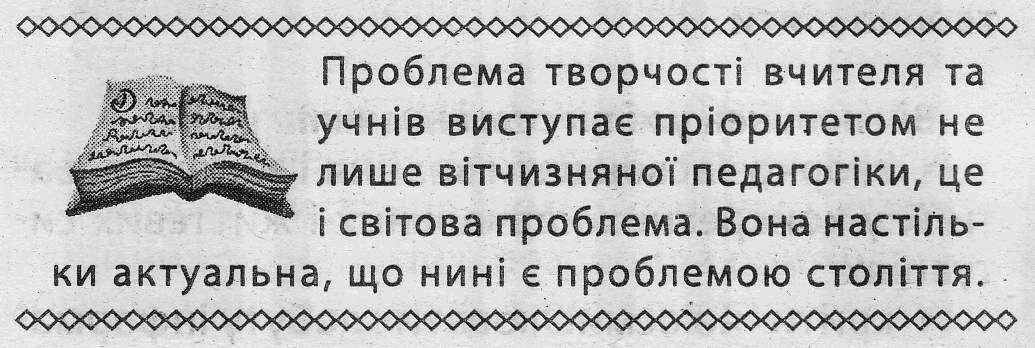 Проблема творчості вчителя та
учнів виступає пріоритетом не
лише вітчизняної педагогіки, це
і світова проблема. Вона настіль-
ки актуальна, що нині є проблемою століття.